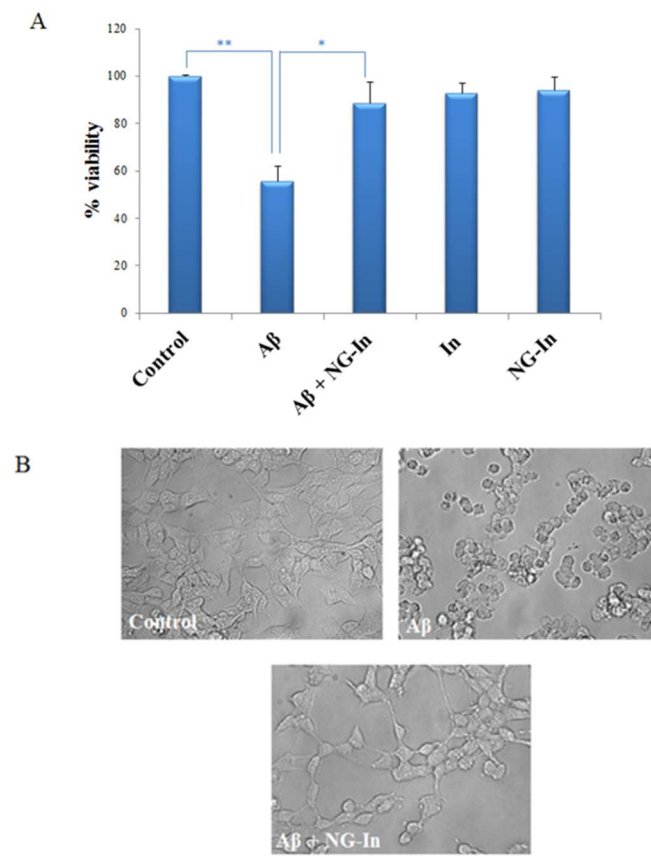 A
120
100
80
60
40
20
0
% viability
** *
Control Aβ Aβ + NG-In In NG-In
B
Control Aβ
Aβ + NG-In